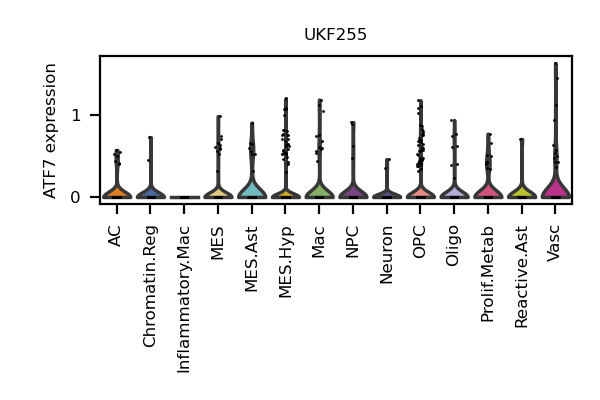 UKF255
ATF7 expression
1
0
AC
Chromatin.Reg
Inflammatory.Mac
MES
MES.Ast
MES.Hyp
Mac
NPC
Neuron
OPC
Oligo
Prolif.Metab
Reactive.Ast
Vasc